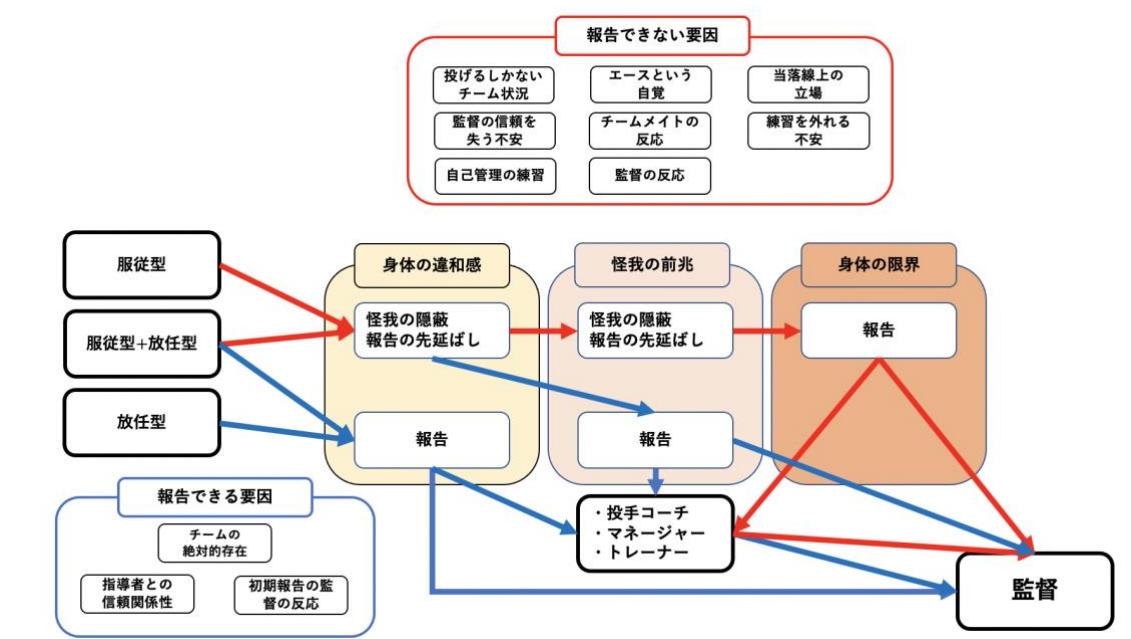 報告できない要因
投げるしかない
チーム状況
エースという
自覚
当落線上の
立場
監督の信頼を
失う不安
チームメイトの
反応
練習を外れる
不安
自己管理の練習
監督の反応
服従型
服従型+放任型
放任型
身体の違和感
怪我の隠蔽
報告の先延ばし
報告
怪我の前兆
怪我の隠蔽
報告の先延ばし
報告
身体の限界
報告
報告できる要因
チームの
絶対的存在
指導者との
信頼関係性
初期報告の監
督の反応
・投手コーチ
・マネージャー
・トレーナー
監督